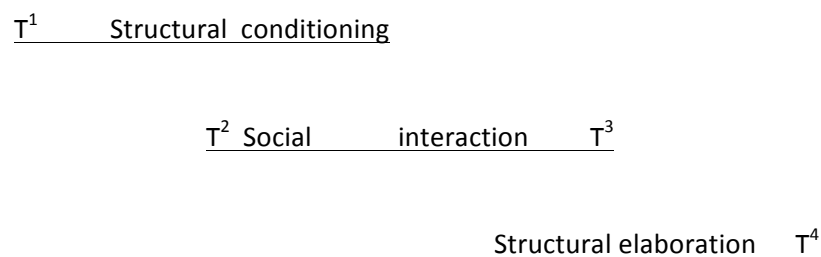 T¹ Structural conditioning
T² Social interaction T³
Structural elaboration T⁴